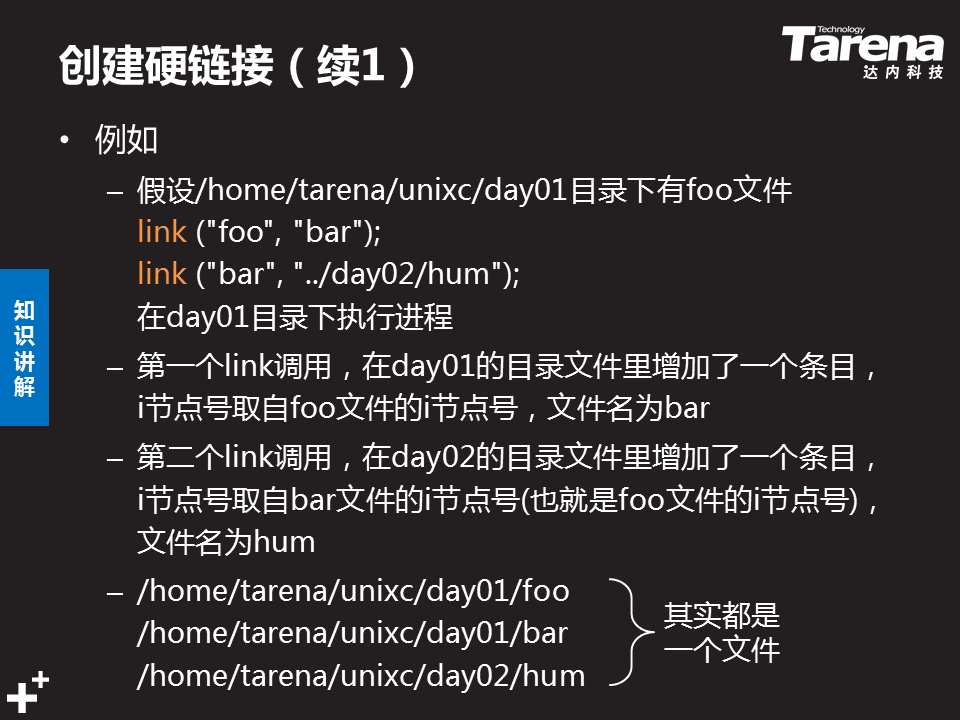 创建硬链接（续1）
Technology
Tarena
达内科技
• 例如
– 假设/home/tarena/unixc/day01目录下有foo文件
link ("foo", "bar");
link ("bar", "../day02/hum");
在day01目录下执行进程
– 第一个link调用，在day01的目录文件里增加了一个条目，
i节点号取自foo文件的i节点号，文件名为bar
– 第二个link调用，在day02的目录文件里增加了一个条目，
i节点号取自bar文件的i节点号(也就是foo文件的i节点号)，
文件名为hum
– /home/tarena/unixc/day01/foo
/home/tarena/unixc/day01/bar
/home/tarena/unixc/day02/hum
其实都是
一个文件
知
识
讲
解